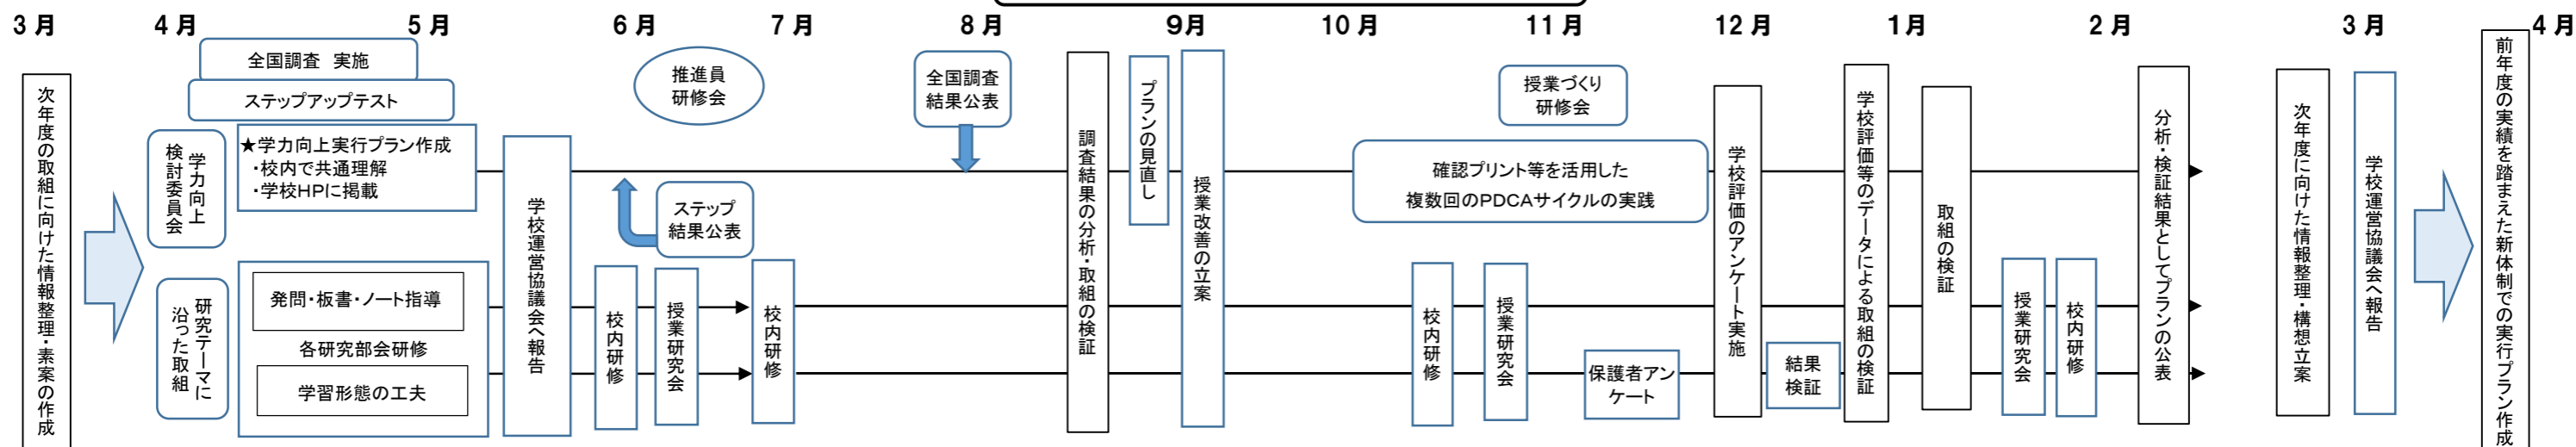 3月
4月
5月
6月
7月
8月
9月
10月
11月
12月
1月
2月
3月
4月
次年度の取組に向けた情報整理・素案の作成
全国調査 実施
ステップアップテスト
学力向上
検討委員会
★学力向上実行プラン作成
・校内で共通理解
・学校HPに掲載
研究テーマに
沿った取組
発問・板書・ノート指導
各研究部会研修
学習形態の工夫
学校運営協議会へ報告
推進員
研修会
ステップ
結果公表
校内研修
授業研究会
校内研修
全国調査
結果公表
調査結果の分析・取組の検証
プランの見直し
授業改善の立案
授業づくり
研修会
確認プリント等を活用した
複数回のPDCAサイクルの実践
校内研修
授業研究会
保護者アン
ケート
学校評価のアンケート実施
結果
検証
学校評価等のデータによる取組の検証
取組の検証
授業研究会
校内研修
分析・検証結果としてプランの公表
次年度に向けた情報整理・構想立案
学校運営協議会へ報告
前年度の実績を踏まえた新体制での実行プラン作成